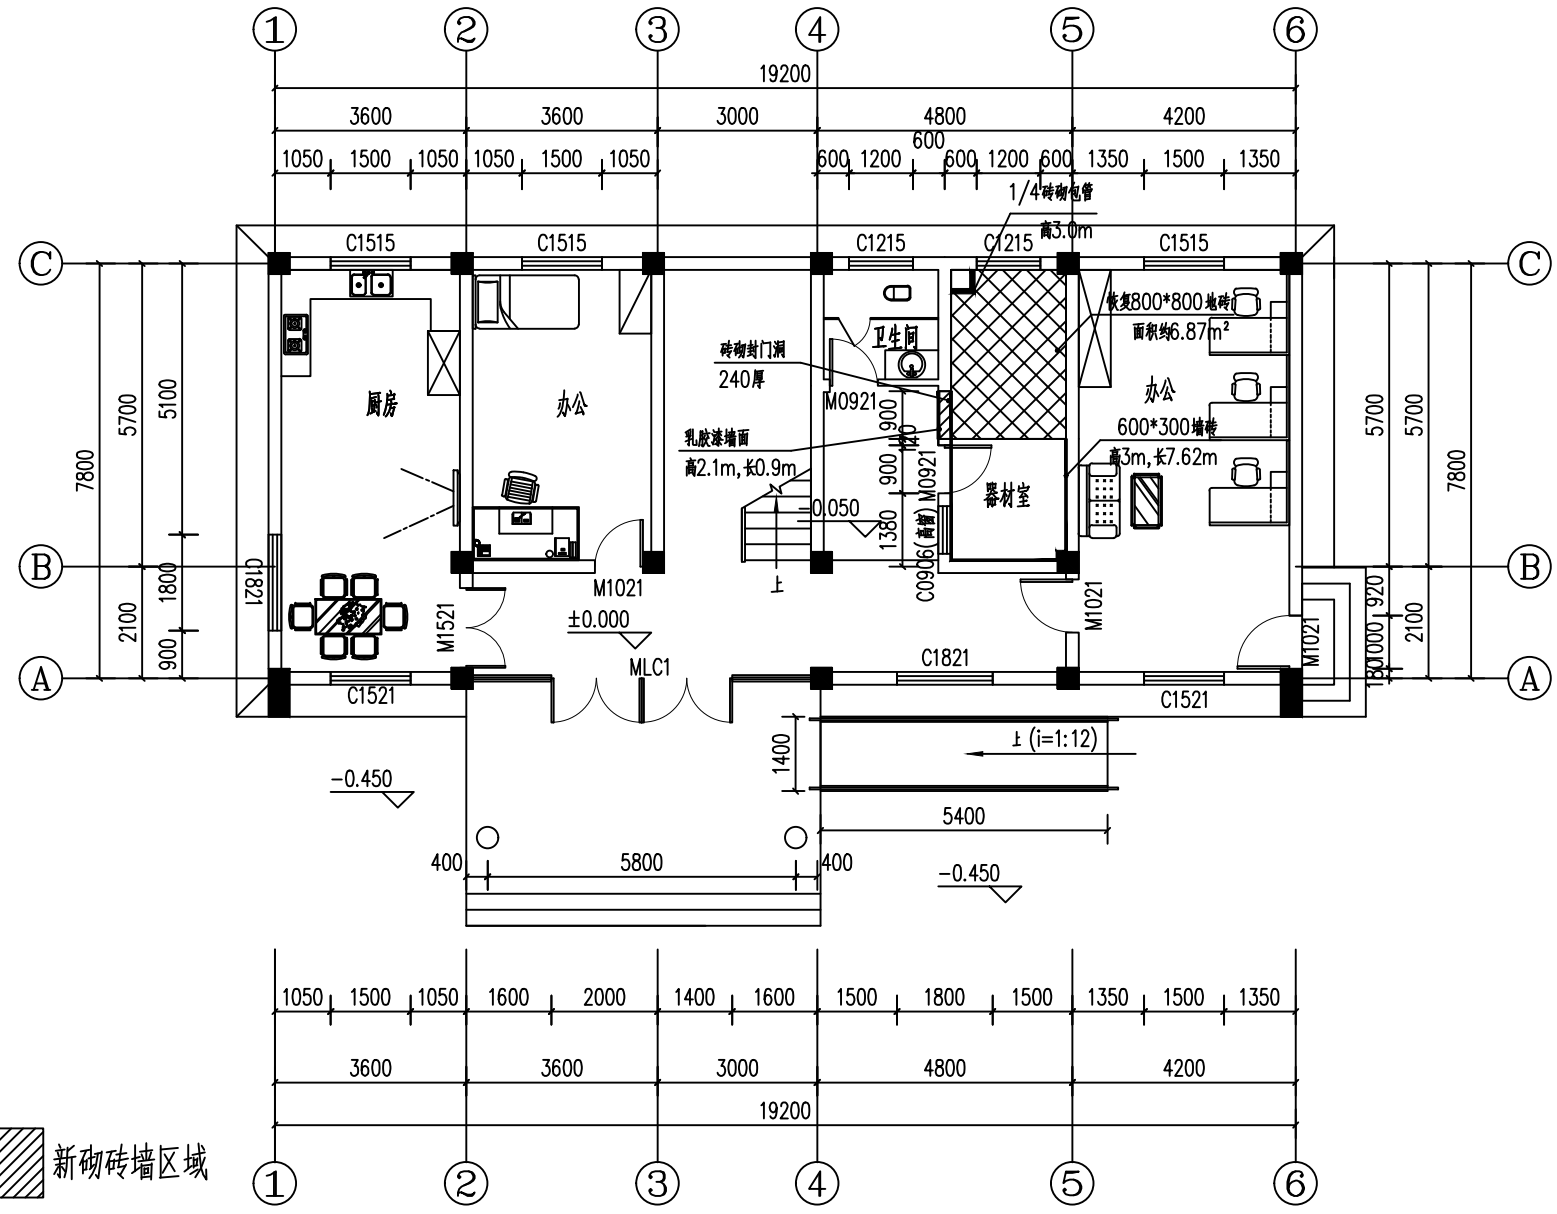 1 2 3 4 5 6
19200
3600 3600 3000 4800 4200
600
1050 1500 1050 1050 1500 1050 600 1200 600 1200 600 1350 1500 1350
1/4砖砌包管
高3.0m
C1515 C1515 C1215 C1215 C1515
C C
恢复800*800地砖
面积约6.87m²
卫生间
砖砌封门洞
240厚
办公
厨房
办公
M0921
600*300墙砖
高3m,长7.62m
乳胶漆墙面
高2.1m,长0.9m
900
120
900
1380
M0921
C0906(高窗)
器材室
-0.050
上
7800
5700
2100
5100
1800
900
5700
5700
7800
920
1000
180
2100
B B
C1821
M1021
M1521
±0.000
MLC1
M1021
M1021
C1821
A A
C1521 C1521
上(i=1:12)
1400
-0.450
5400
400 5800 400
-0.450
1050 1500 1050 1600 2000 1400 1600 1500 1800 1500 1350 1500 1350
3600 3600 3000 4800 4200
19200
新砌砖墙区域
1 2 3 4 5 6